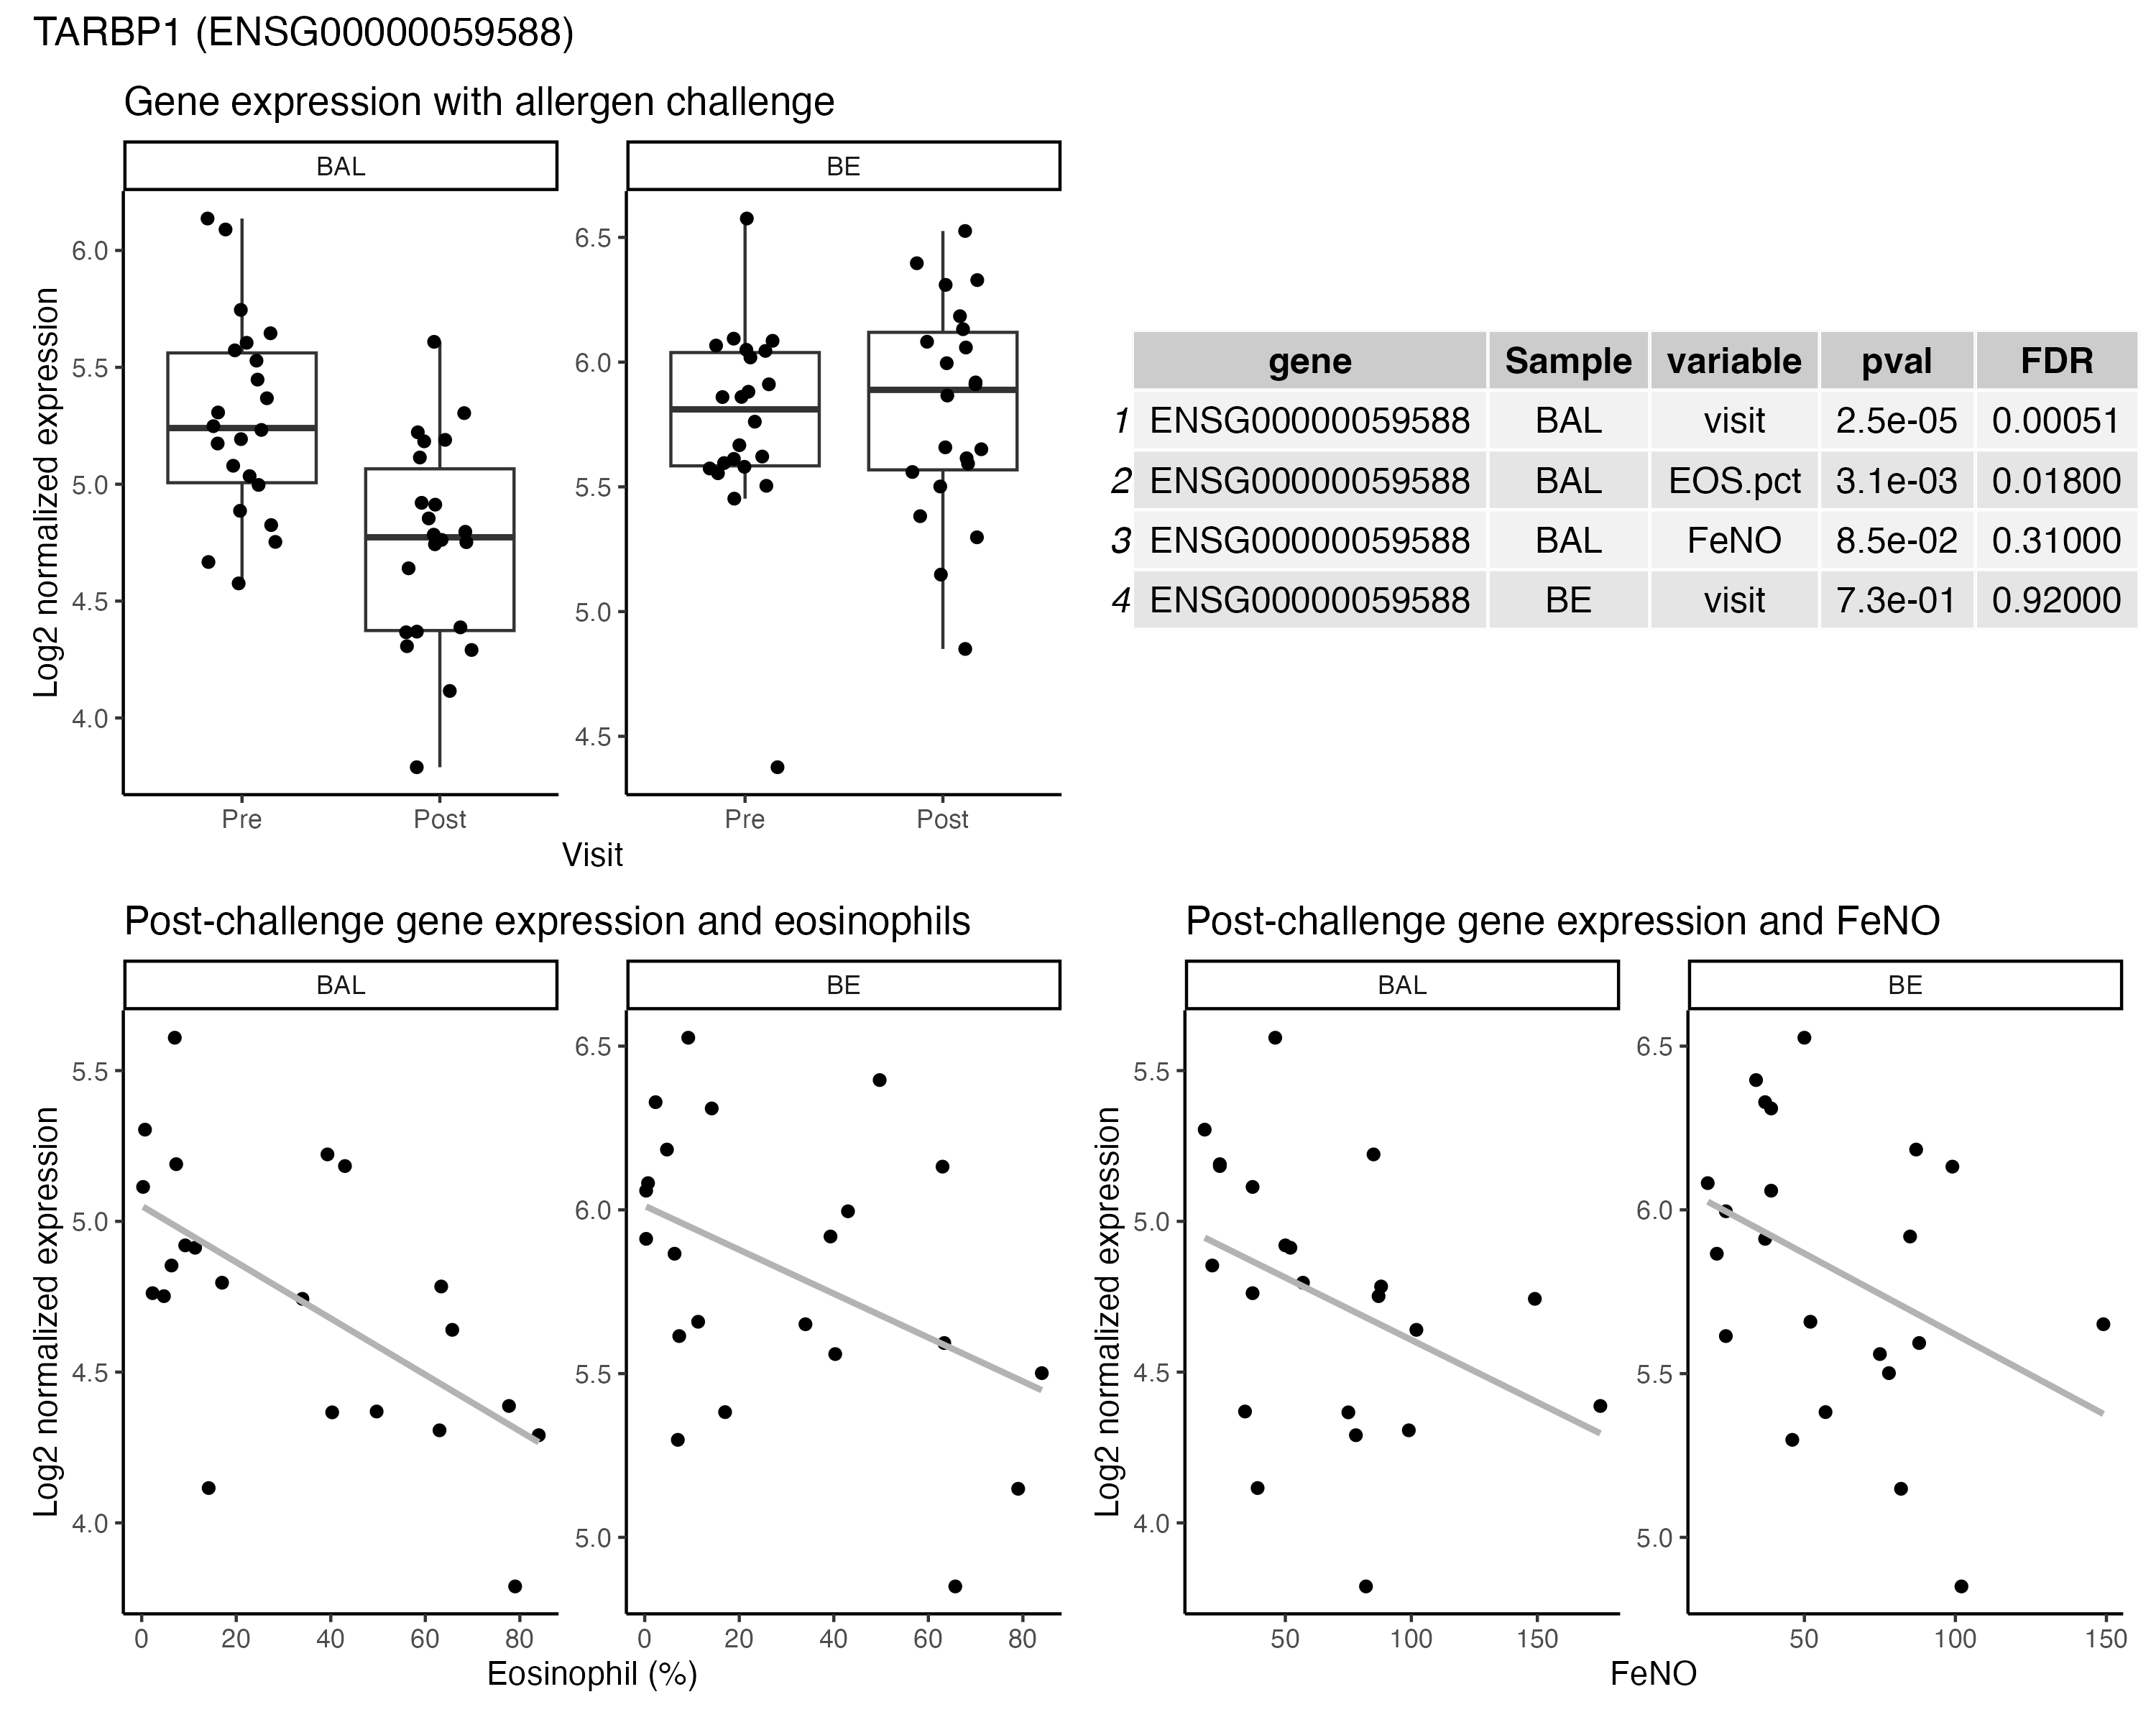 TARBP1 (ENSG00000059588)
Gene expression with allergen challenge
BAL
BE
Log2 normalized expression
6.0
5.5
5.0
4.5
4.0
6.5
6.0
5.5
5.0
4.5
Pre
Post
Pre
Post
Visit
gene Sample variable pval FDR
1 ENSG00000059588 BAL visit 2.5e-05 0.00051
2 ENSG00000059588 BAL EOS.pct 3.1e-03 0.01800
3 ENSG00000059588 BAL FeNO 8.5e-02 0.31000
4 ENSG00000059588 BE visit 7.3e-01 0.92000
Post-challenge gene expression and eosinophils
BAL
BE
Log2 normalized expression
5.5
5.0
4.5
4.0
6.5
6.0
5.5
5.0
0 20 40 60 80
0 20 40 60 80
Eosinophil (%)
Post-challenge gene expression and FeNO
BAL
BE
Log2 normalized expression
5.5
5.0
4.5
4.0
6.5
6.0
5.5
5.0
50 100 150
50 100 150
FeNO